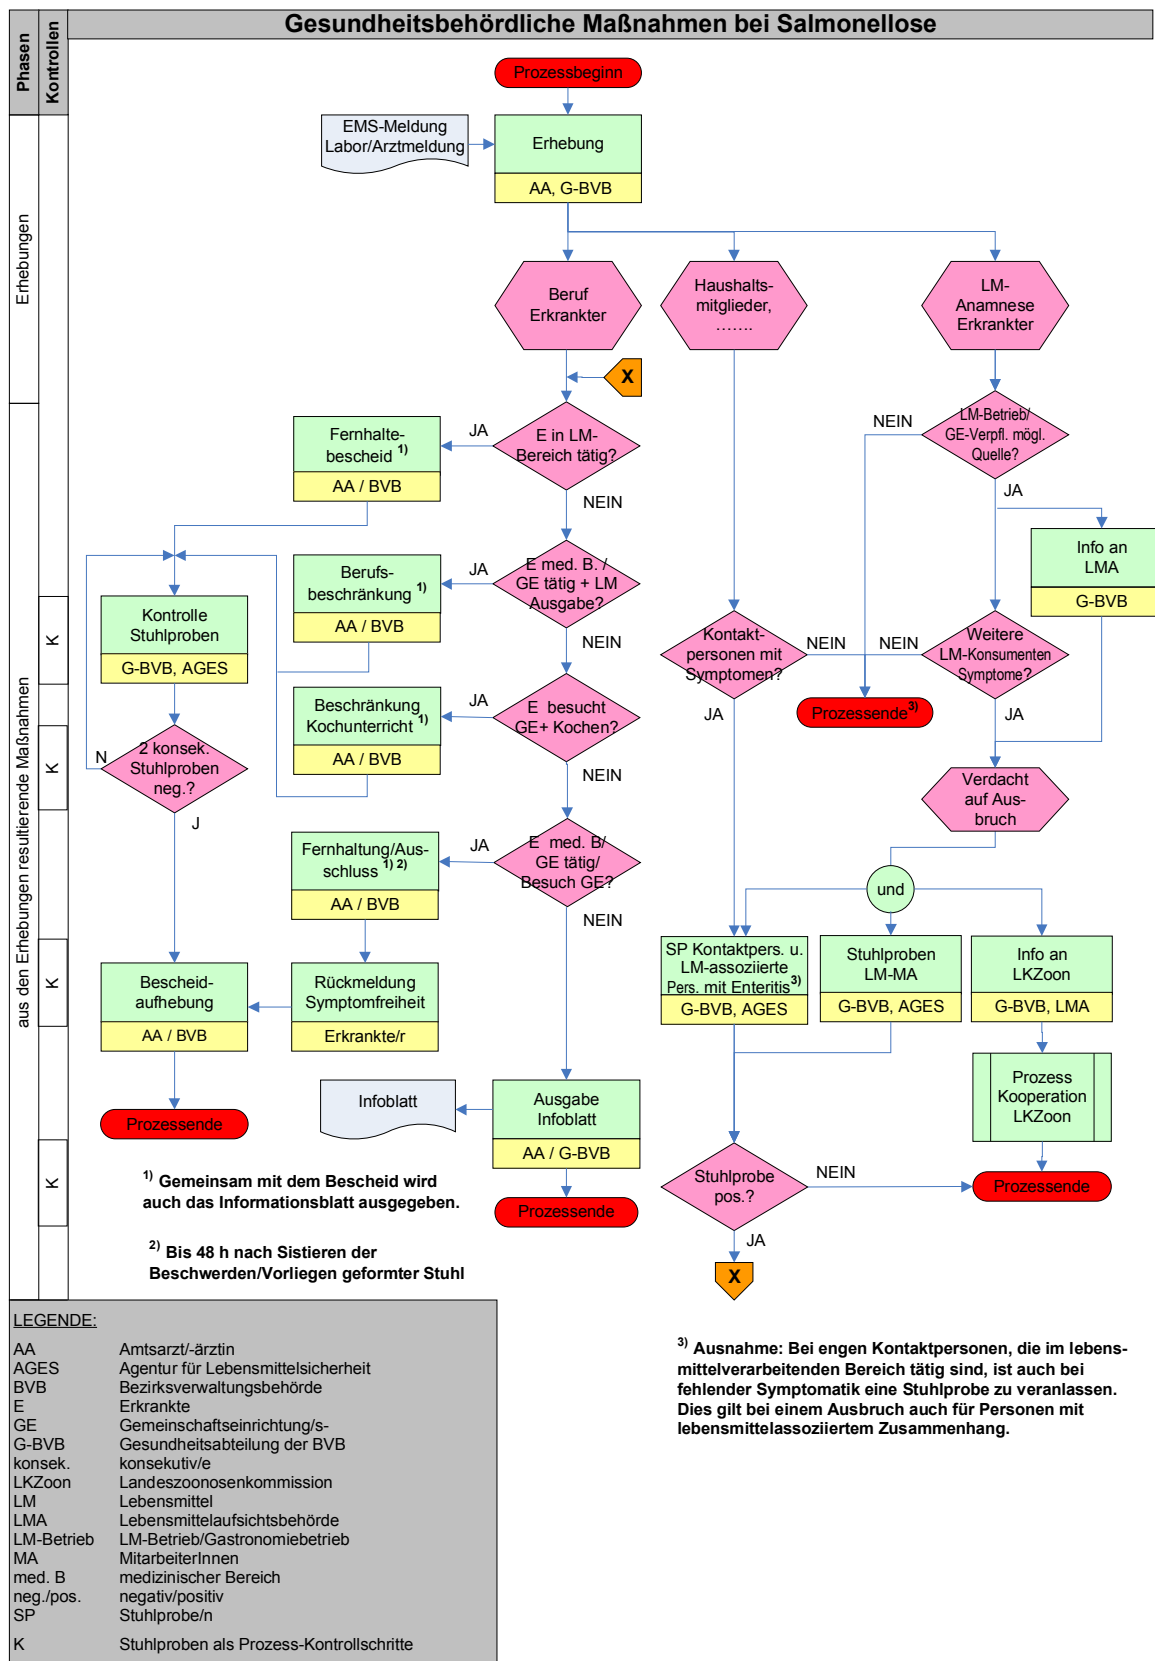 Gesundheitsbehördliche Maßnahmen bei Salmonellose
Phasen
Kontrollen
Erhebungen
aus den Erhebungen resultierende Maßnahmen
K
K
K
K
Prozessbeginn
EMS-Meldung
Labor/Arztmeldung
Erhebung
AA, G-BVB
Beruf
Erkrankter
Haushalts-
mitglieder,
…….
LM-
Anamnese
Erkrankter
X
E in LM-
Bereich tätig?
JA
NEIN
Fernhalte-
bescheid 1)
AA / BVB
LM-Betrieb/
GE-Verpfl. mögl.
Quelle?
NEIN
JA
Info an
LMA
G-BVB
E med. B. /
GE tätig + LM
Ausgabe?
JA
NEIN
Berufs-
beschränkung 1)
AA / BVB
Kontrolle
Stuhlproben
G-BVB, AGES
Kontakt-
personen mit
Symptomen?
NEIN
JA
Weitere
LM-Konsumenten
Symptome?
NEIN
JA
Prozessende3)
E besucht
GE+ Kochen?
JA
NEIN
Beschränkung
Kochunterricht 1)
AA / BVB
2 konsek.
Stuhlproben
neg.?
N
J
Verdacht
auf Aus-
bruch
E med. B/
GE tätig/
Besuch GE?
JA
NEIN
Fernhaltung/Aus-
schluss 1) 2)
AA / BVB
und
SP Kontaktpers. u.
LM-assoziierte
Pers. mit Enteritis3)
G-BVB, AGES
Stuhlproben
LM-MA
G-BVB, AGES
Info an
LKZoon
G-BVB, LMA
Bescheid-
aufhebung
AA / BVB
Rückmeldung
Symptomfreiheit
Erkrankte/r
Prozess
Kooperation
LKZoon
Prozessende
Infoblatt
Ausgabe
Infoblatt
AA / G-BVB
Prozessende
Stuhlprobe
pos.?
NEIN
JA
Prozessende
X
1) Gemeinsam mit dem Bescheid wird
auch das Informationsblatt ausgegeben.
2) Bis 48 h nach Sistieren der
Beschwerden/Vorliegen geformter Stuhl
3) Ausnahme: Bei engen Kontaktpersonen, die im lebens-
mittelverarbeitenden Bereich tätig sind, ist auch bei
fehlender Symptomatik eine Stuhlprobe zu veranlassen.
Dies gilt bei einem Ausbruch auch für Personen mit
lebensmittelassoziiertem Zusammenhang.
LEGENDE:
AA Amtsarzt/-ärztin
AGES Agentur für Lebensmittelsicherheit
BVB Bezirksverwaltungsbehörde
E Erkrankte
GE Gemeinschaftseinrichtung/s-
G-BVB Gesundheitsabteilung der BVB
konsek. konsekutiv/e
LKZoon Landeszoonosenkommission
LM Lebensmittel
LMA Lebensmittelaufsichtsbehörde
LM-Betrieb LM-Betrieb/Gastronomiebetrieb
MA MitarbeiterInnen
med. B medizinischer Bereich
neg./pos. negativ/positiv
SP Stuhlprobe/n
K Stuhlproben als Prozess-Kontrollschritte